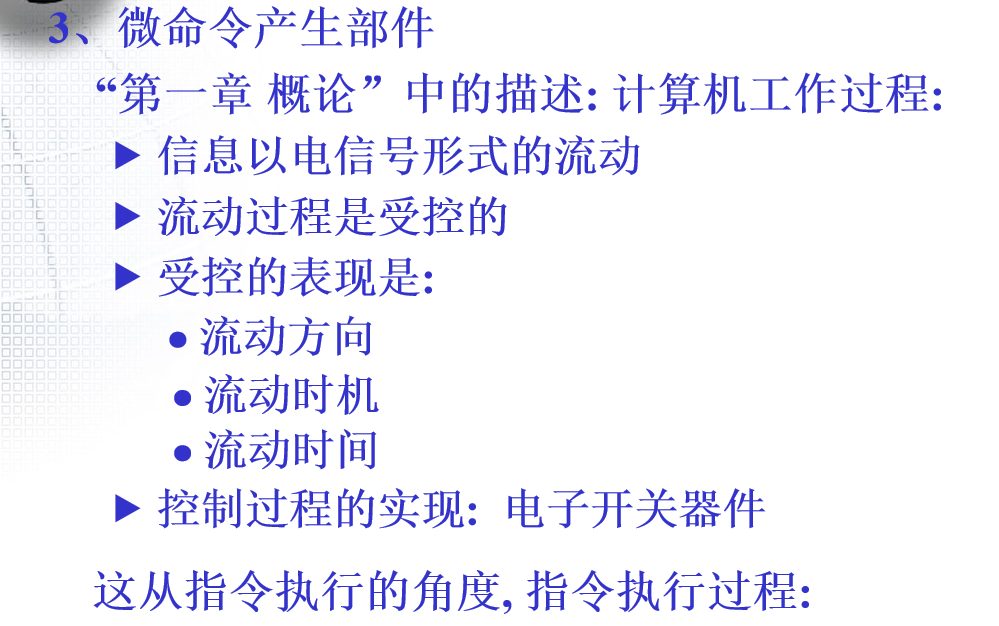 3、微命令产生部件
“第一章 概论”中的描述: 计算机工作过程:
▶ 信息以电信号形式的流动
▶ 流动过程是受控的
▶ 受控的表现是:
● 流动方向
● 流动时机
● 流动时间
▶ 控制过程的实现: 电子开关器件
这从指令执行的角度, 指令执行过程: